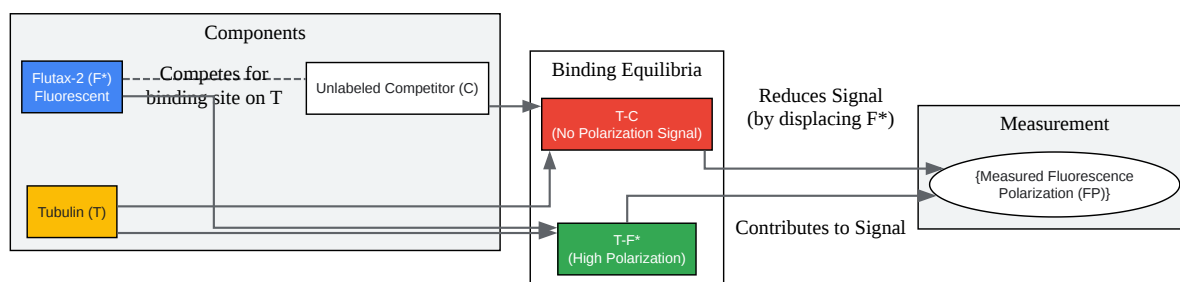 Components
Flutax-2 (F*)
Fluorescent
Competes for
binding site on T
Unlabeled Competitor (C)
Tubulin (T)
Binding Equilibria
T-C
(No Polarization Signal)
T-F*
(High Polarization)
Reduces Signal
(by displacing F*)
Contributes to Signal
Measurement
{Measured Fluorescence
Polarization (FP)}